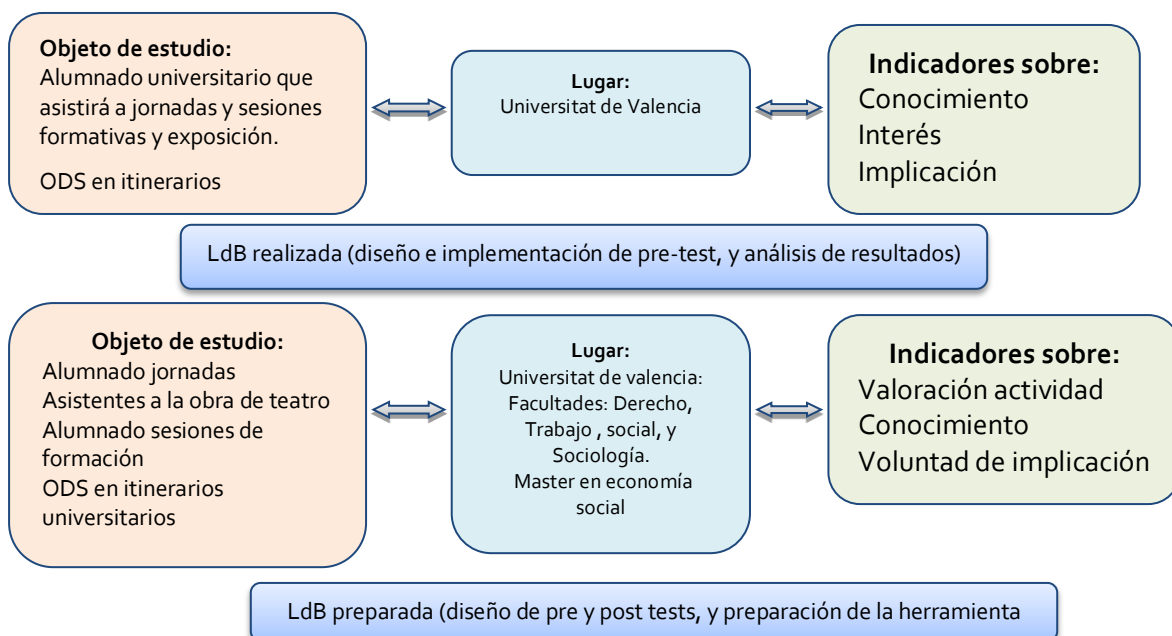 Objeto de estudio:
Alumnado universitario que
asistirá a jornadas y sesiones
formativas y exposición.
ODS en itinerarios
Lugar:
Universitat de Valencia
Indicadores sobre:
Conocimiento
Interés
Implicación
LdB realizada (diseño e implementación de pre-test, y análisis de resultados)
Objeto de estudio:
Alumnado jornadas
Asistentes a la obra de teatro
Alumnado sesiones de
formación
ODS en itinerarios
universitarios
Lugar:
Universitat de valencia:
Facultades: Derecho,
Trabajo , social, y
Sociología.
Master en economía
social
Indicadores sobre:
Valoración actividad
Conocimiento
Voluntad de implicación
LdB preparada (diseño de pre y post tests, y preparación de la herramienta